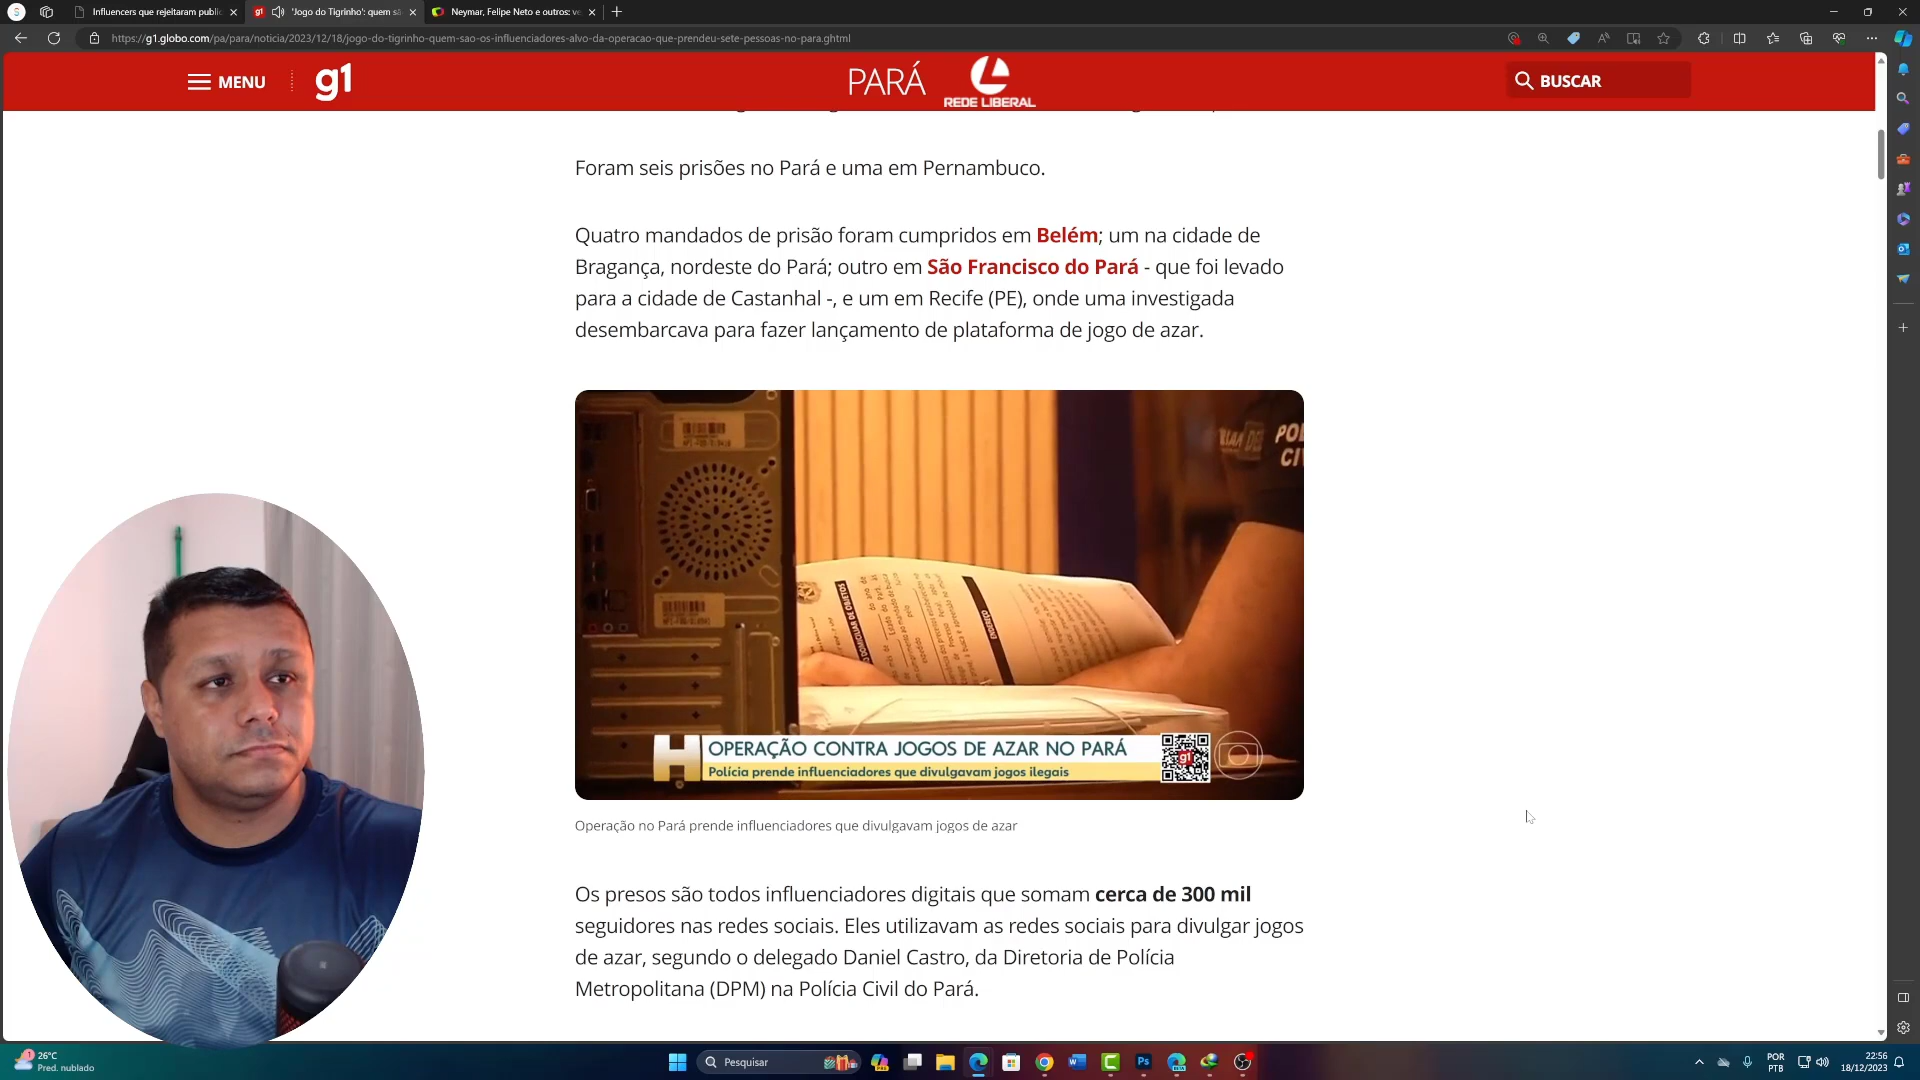 Influencers que rejeitaram public
'Jogo do Tigrinho': quem sã
Neymar, Felipe Neto e outros: ve
https://g1.globo.com/pa/para/noticia/2023/12/18/jogo-do-tigrinho-quem-sao-os-influenciadores-alvo-da-operacao-que-prendeu-sete-pessoas-no-para.ghtml
MENU
g1
PARÁ
REDE LIBERAL
BUSCAR
Foram seis prisões no Pará e uma em Pernambuco.
Quatro mandados de prisão foram cumpridos em Belém; um na cidade de
Bragança, nordeste do Pará; outro em São Francisco do Pará - que foi levado
para a cidade de Castanhal -, e um em Recife (PE), onde uma investigada
desembarcava para fazer lançamento de plataforma de jogo de azar.
DOMICILIAR DE OBJETOS
ENDEREÇO
H
OPERAÇÃO CONTRA JOGOS DE AZAR NO PARÁ
Polícia prende influenciadores que divulgavam jogos ilegais
g1
Operação no Pará prende influenciadores que divulgavam jogos de azar
Os presos são todos influenciadores digitais que somam cerca de 300 mil
seguidores nas redes sociais. Eles utilizavam as redes sociais para divulgar jogos
de azar, segundo o delegado Daniel Castro, da Diretoria de Polícia
Metropolitana (DPM) na Polícia Civil do Pará.
26°C
Pred. nublado
Pesquisar
POR
PTB
22:56
18/12/2023